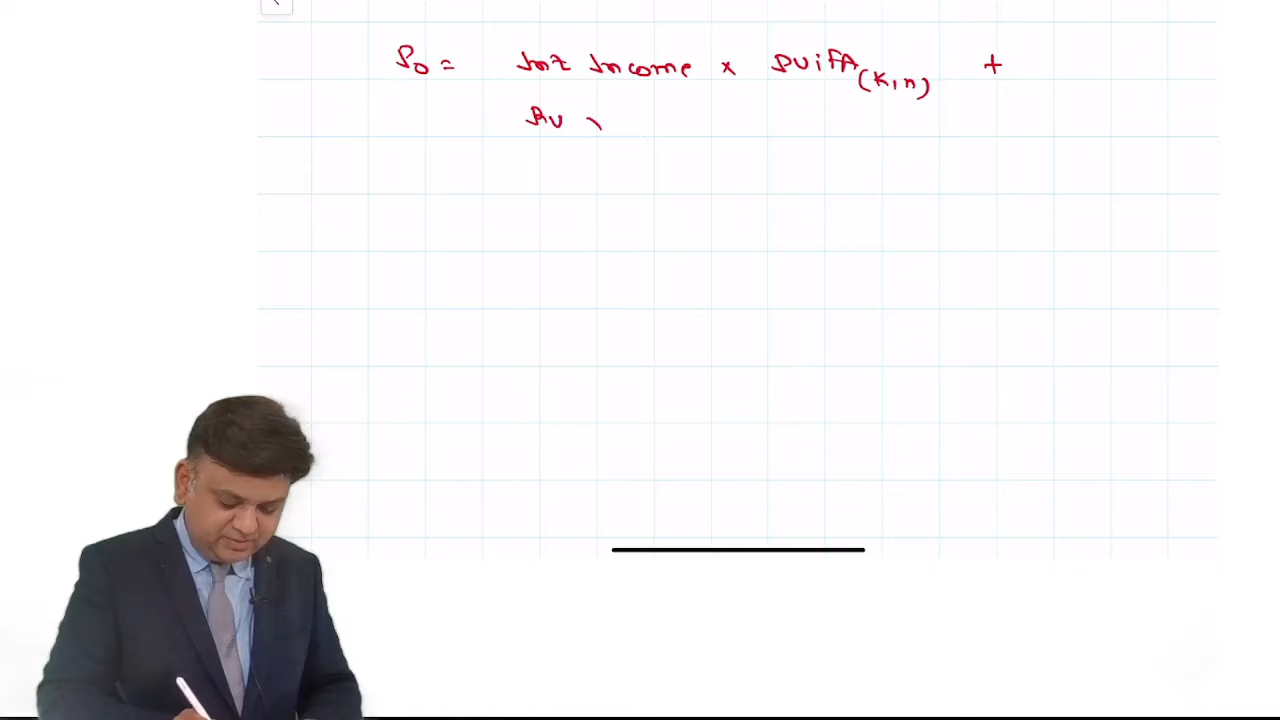 P0 = Int Income x PVIFA(K, n) +
RV